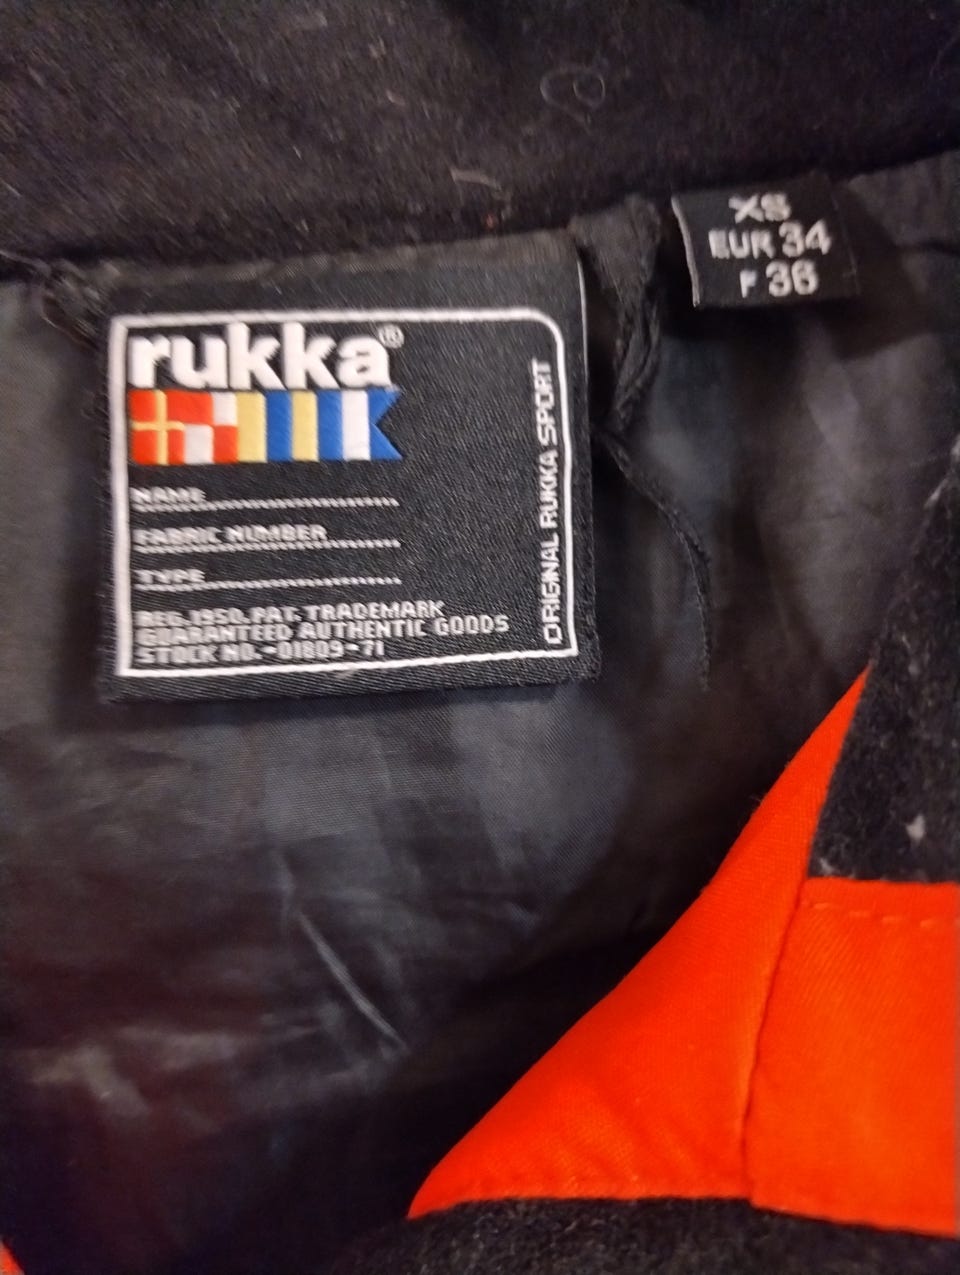 rukka®
NAME
FABRIC NUMBER
TYPE
REG. 1950. PAT. TRADEMARK
GUARANTEED AUTHENTIC GOODS
STOCK NO.-01809-71
ORIGINAL RUKKA SPORT
XS
EUR 34
F 36